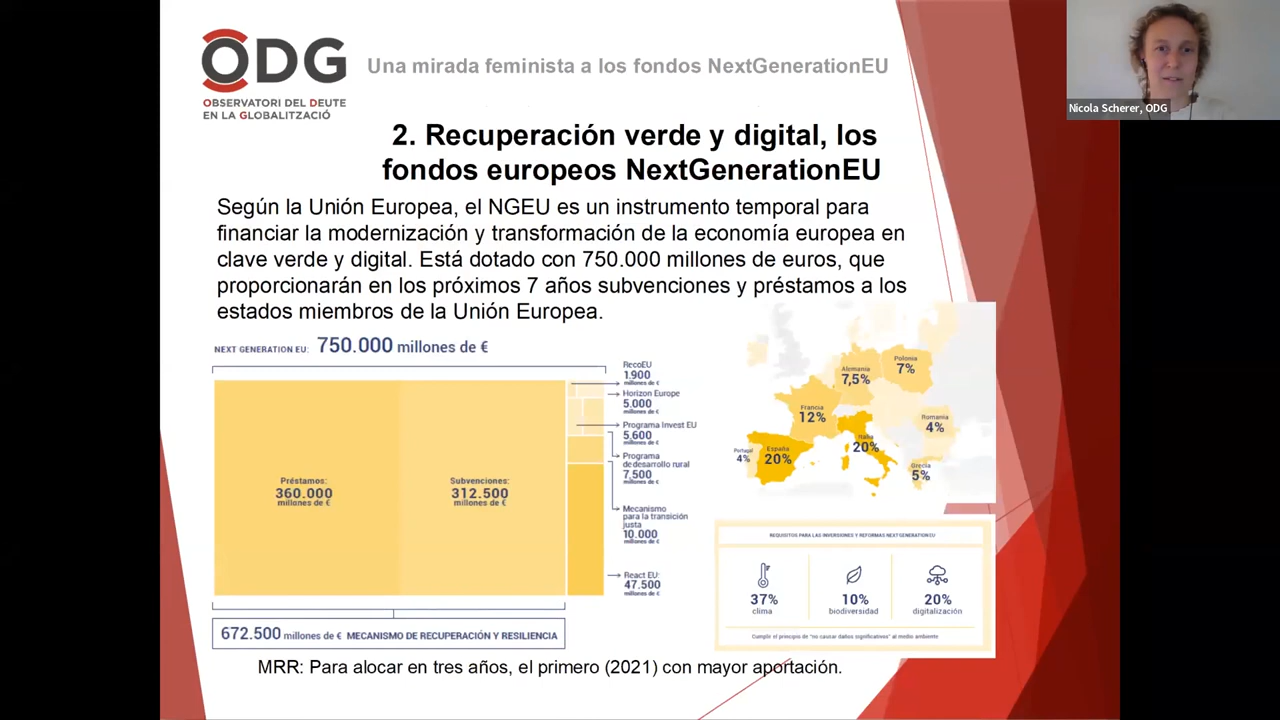 ODG
OBSERVATORI DEL DEUTE
EN LA GLOBALITZACIÓ
Una mirada feminista a los fondos NextGenerationEU
Nicola Scherer, ODG
2. Recuperación verde y digital, los
fondos europeos NextGenerationEU
Según la Unión Europea, el NGEU es un instrumento temporal para
financiar la modernización y transformación de la economía europea en
clave verde y digital. Está dotado con 750.000 millones de euros, que
proporcionarán en los próximos 7 años subvenciones y préstamos a los
estados miembros de la Unión Europea.
NEXT GENERATION EU: 750.000 millones de €
Préstamos:
360.000
millones de €
Subvenciones:
312.500
millones de €
RecoEU
1.900
millones de €
Horizon Europe
5.000
millones de €
Programa Invest EU
5,600
millones de €
Programa
de desarrollo rural
7,500
millones de €
Mecanismo
para la transición
justa
10.000
millones de €
React EU:
47.500
millones de €
672.500 millones de € MECANISMO DE RECUPERACIÓN Y RESILIENCIA
Polonia
7%
Alemania
7,5%
Francia
12%
Rumania
4%
Italia
20%
Portugal
4%
España
20%
Grecia
5%
REQUISITOS PARA LAS INVERSIONES Y REFORMAS NEXTGENERATIONEU
37%
clima
10%
biodiversidad
20%
digitalización
Cumplir el principio de "no causar daños significativos" al medio ambiente
MRR: Para alocar en tres años, el primero (2021) con mayor aportación.